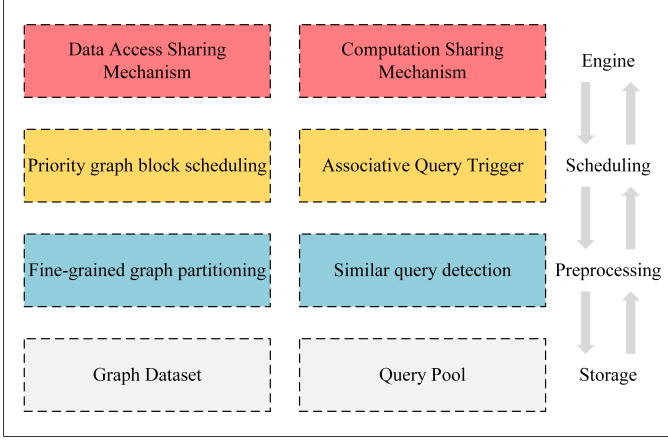 Data Access Sharing
Mechanism
Computation Sharing
Mechanism
Engine
Priority graph block scheduling
Associative Query Trigger
Scheduling
Fine-grained graph partitioning
Similar query detection
Preprocessing
Graph Dataset
Query Pool
Storage